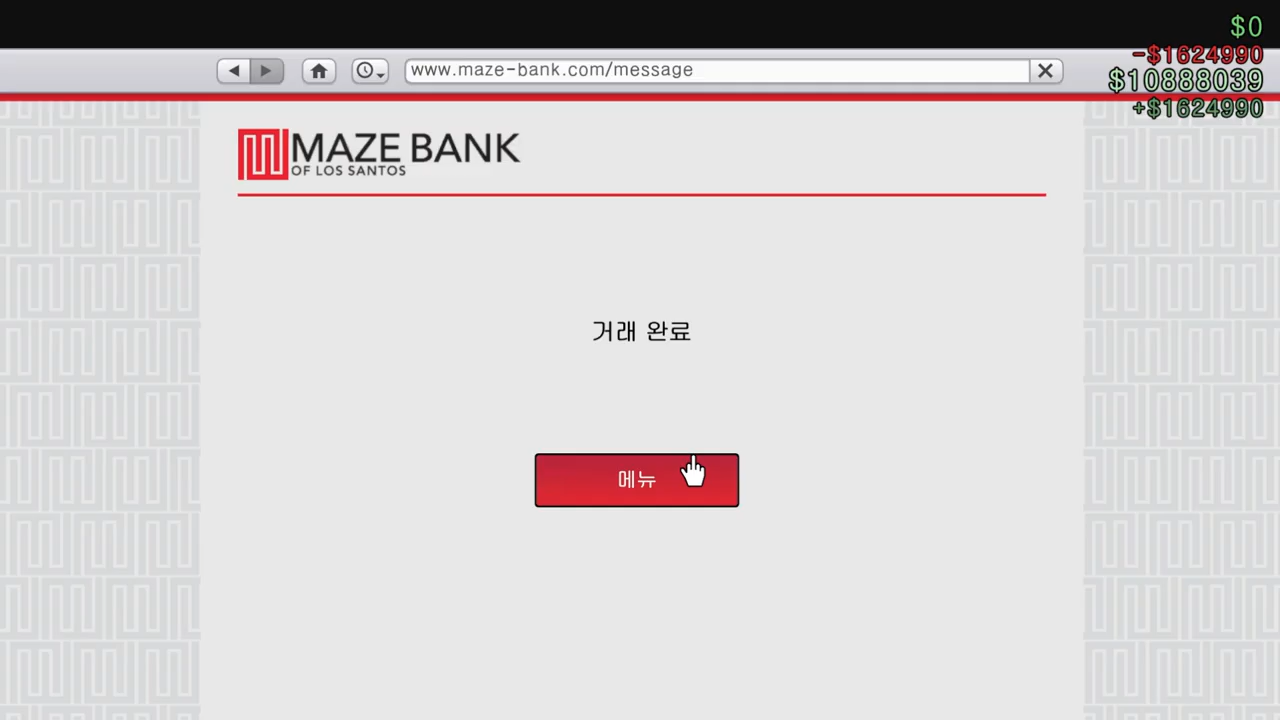 $0
-$1624990
www.maze-bank.com/message
$10888039
+$1624990
MAZE BANK
OF LOS SANTOS
거래 완료
메뉴